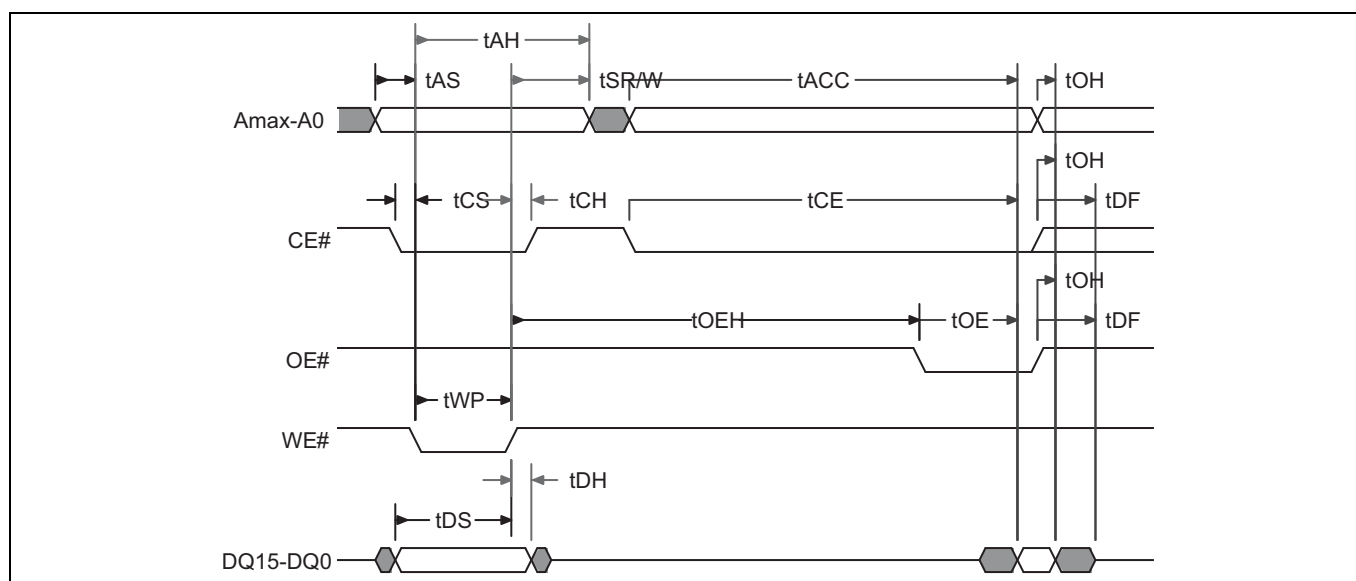 tAH
tAS tSR/W tACC tOH
Amax-A0
tOH
tCS tCH tCE tDF
CE#
tOH
tOEH tOE tDF
OE#
tWP
WE#
tDH
tDS
DQ15-DQ0